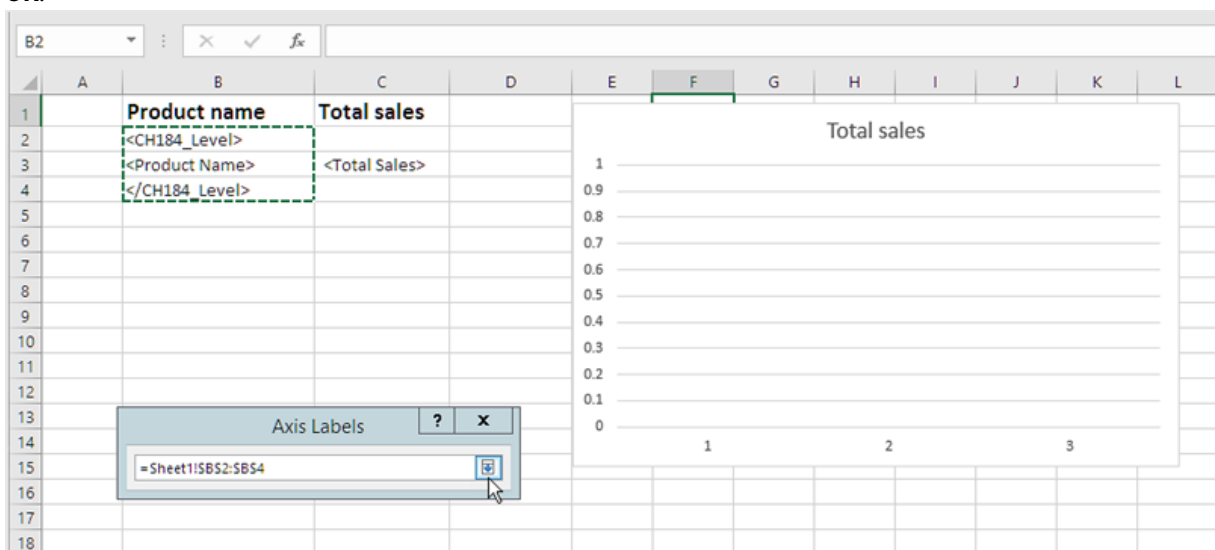 B2 fx
A B C D E F G H I J K L
1 Product name Total sales
2 <CH184_Level>
3 <Product Name> <Total Sales>
4 </CH184_Level>
5
6
7
8
9
10
11
12
13
14
15
16
17
18
Total sales
1
0.9
0.8
0.7
0.6
0.5
0.4
0.3
0.2
0.1
0
1 2 3
Axis Labels ? x
=Sheet1!$B$2:$B$4